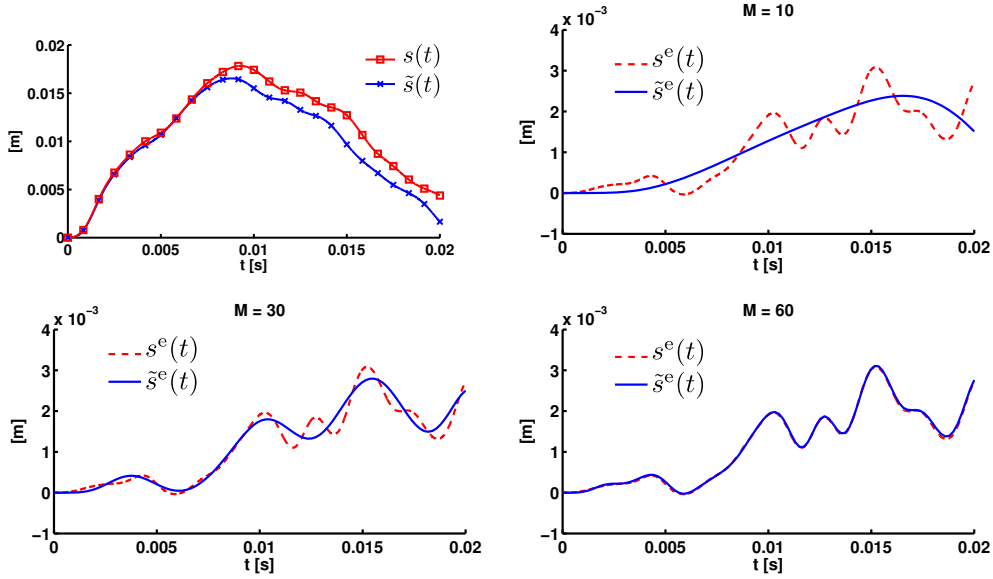 0.02
0.015
0.01
0.005
0
[m]
0
0.005
0.01
0.015
0.02
t [s]
s(t)
s̃(t)
M = 10
x 10⁻³
4
3
2
1
0
−1
[m]
0
0.005
0.01
0.015
0.02
t [s]
sᵉ(t)
s̃ᵉ(t)
M = 30
x 10⁻³
4
3
2
1
0
−1
[m]
0
0.005
0.01
0.015
0.02
t [s]
sᵉ(t)
s̃ᵉ(t)
M = 60
x 10⁻³
4
3
2
1
0
−1
[m]
0
0.005
0.01
0.015
0.02
t [s]
sᵉ(t)
s̃ᵉ(t)